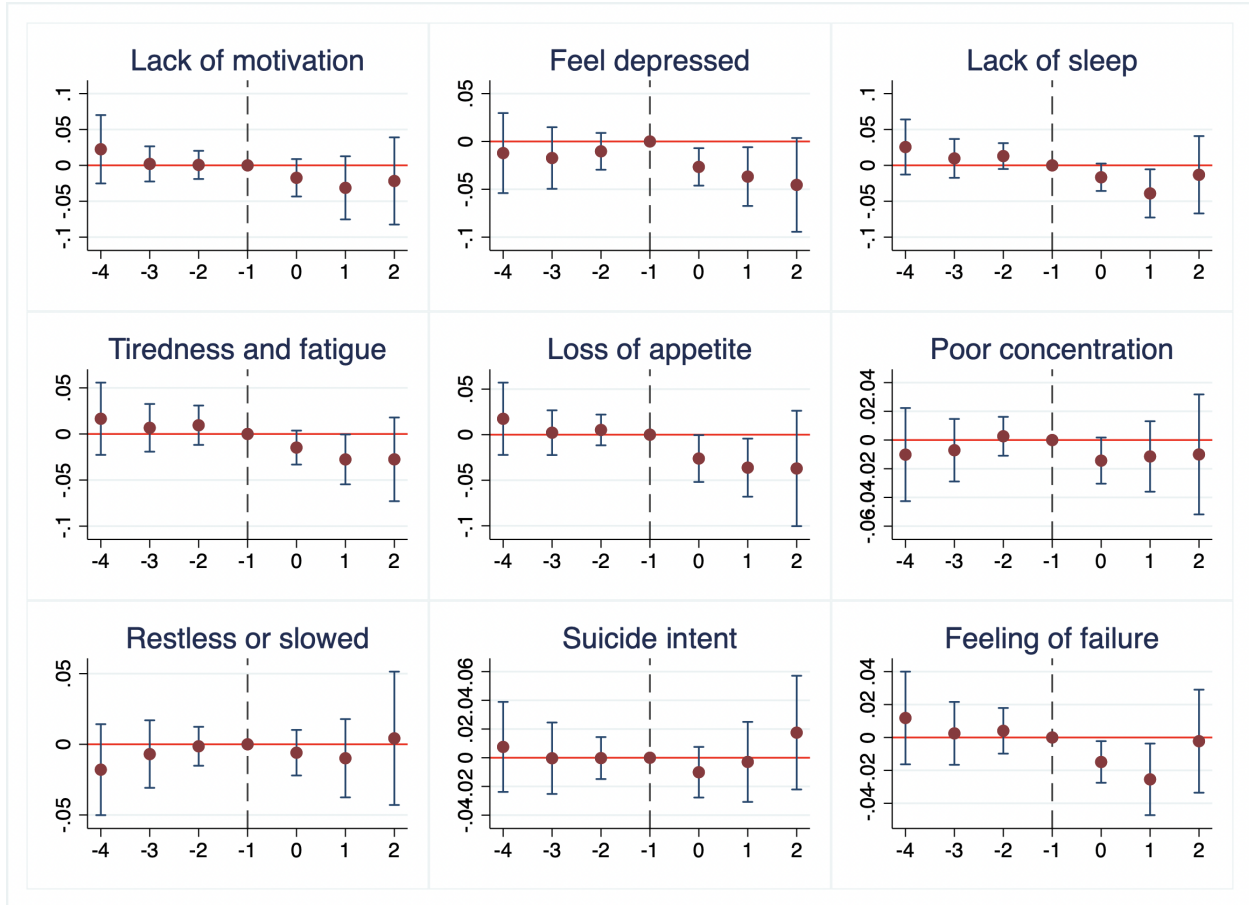 Lack of motivation
.1
.05
0
-.05
-.1
-4 -3 -2 -1 0 1 2
Feel depressed
.05
0
-.05
-.1
-4 -3 -2 -1 0 1 2
Lack of sleep
.1
.05
0
-.05
-.1
-4 -3 -2 -1 0 1 2
Tiredness and fatigue
.05
0
-.05
-.1
-4 -3 -2 -1 0 1 2
Loss of appetite
.05
0
-.05
-.1
-4 -3 -2 -1 0 1 2
Poor concentration
.04
.02
0
-.02
-.04
-.06
-4 -3 -2 -1 0 1 2
Restless or slowed
.05
0
-.05
-4 -3 -2 -1 0 1 2
Suicide intent
.06
.04
.02
0
-.02
-.04
-4 -3 -2 -1 0 1 2
Feeling of failure
.04
.02
0
-.02
-.04
-4 -3 -2 -1 0 1 2